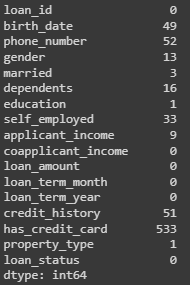 loan_id 0
birth_date 49
phone_number 52
gender 13
married 3
dependents 16
education 1
self_employed 33
applicant_income 9
coapplicant_income 0
loan_amount 0
loan_term_month 0
loan_term_year 0
credit_history 51
has_credit_card 533
property_type 1
loan_status 0
dtype: int64